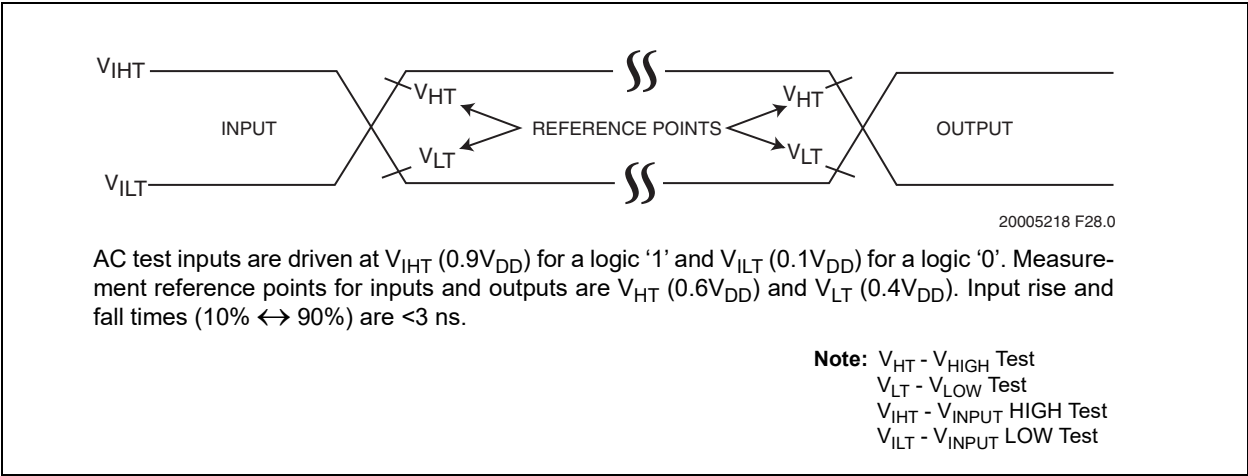 VIHT
VHT
VHT
INPUT
REFERENCE POINTS
OUTPUT
VLT
VLT
VILT
20005218 F28.0
AC test inputs are driven at VIHT (0.9VDD) for a logic ‘1’ and VILT (0.1VDD) for a logic ‘0’. Measure-
ment reference points for inputs and outputs are VHT (0.6VDD) and VLT (0.4VDD). Input rise and
fall times (10% ↔ 90%) are <3 ns.
Note: VHT - VHIGH Test
VLT - VLOW Test
VIHT - VINPUT HIGH Test
VILT - VINPUT LOW Test